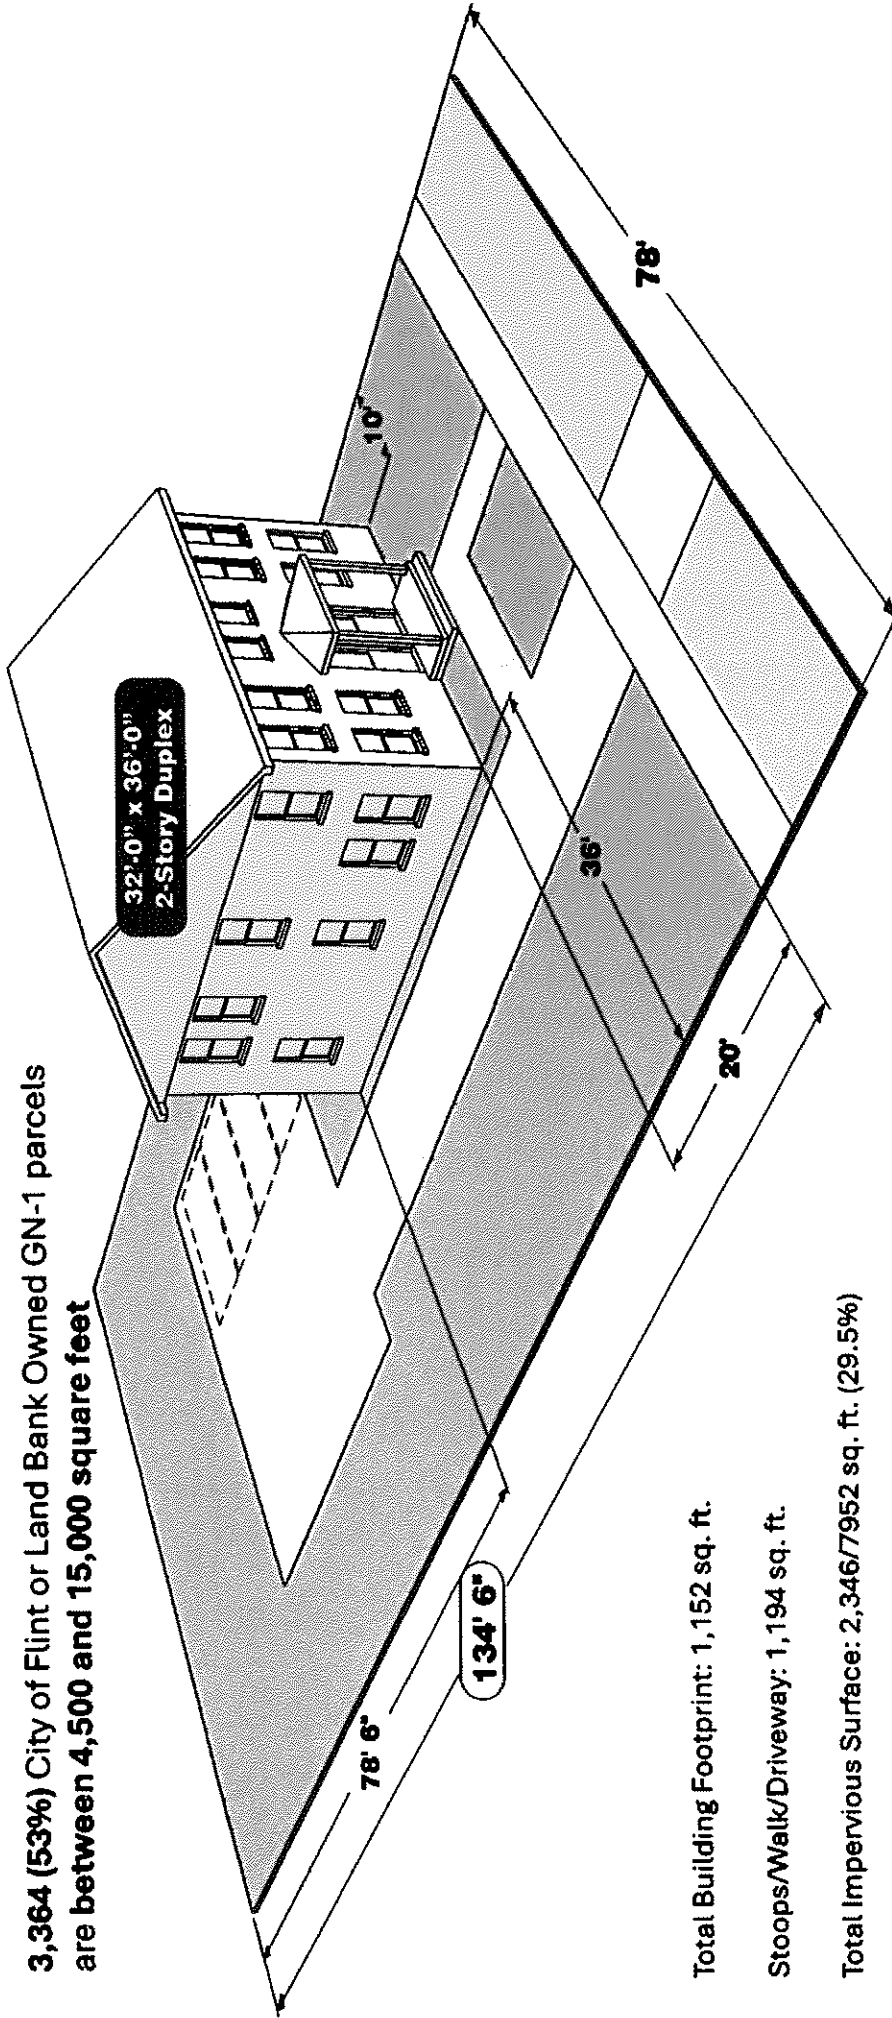 3,364 (53%) City of Flint or Land Bank Owned GN-1 parcels
are between 4,500 and 15,000 square feet
32'-0" x 36'-0"
2-Story Duplex
10'
78'
36'
20'
78' 6"
134' 6"
Total Building Footprint: 1,152 sq. ft.
Stoops/Walk/Driveway: 1,194 sq. ft.
Total Impervious Surface: 2,346/7952 sq. ft. (29.5%)